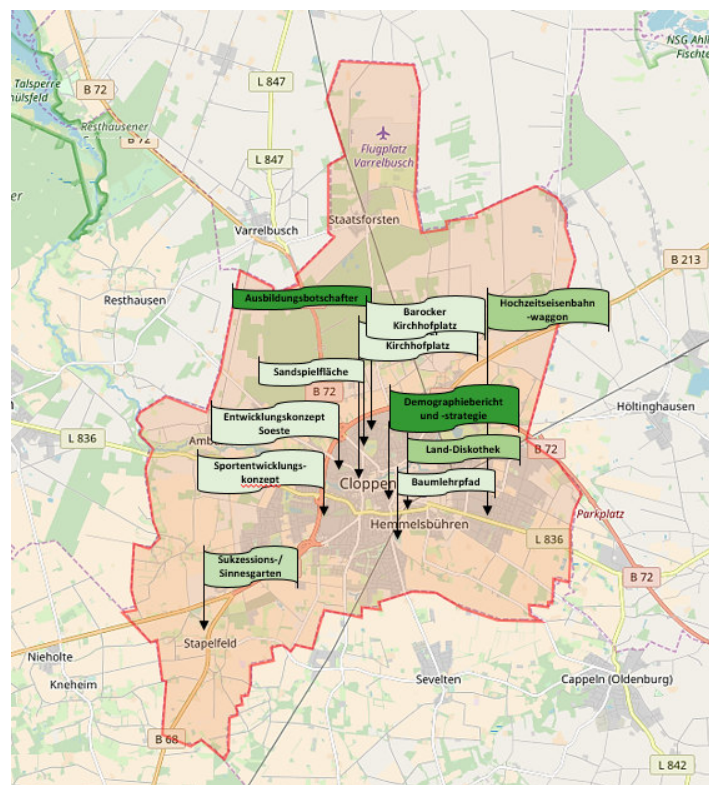 NSG Ahl
Fischte
Talsperre
hülsfeld
B 72
L 847
Resthausener
B 72
Flugplatz
Varrelbusch
L 847
Staatsforsten
Varrelbusch
B 213
Resthausen
Ausbildungsbotschafter
Barocker
Kirchhofplatz
Kirchhofplatz
Hochzeitseisenbahn
-waggon
Sandspielfläche
B 72
Demographiebericht
und -strategie
Höltinghausen
Entwicklungskonzept
Soeste
L 836
Amb
Land-Diskothek
B 72
Sportentwicklungs-
konzept
Cloppen
Baumlehrpfad
Parkplatz
Hemmelsbühren
L 836
Sukzessions-/
Sinnesgarten
B 72
Stapelfeld
Nieholte
Kneheim
Sevelten
Cappeln (Oldenburg)
B 68
L 842